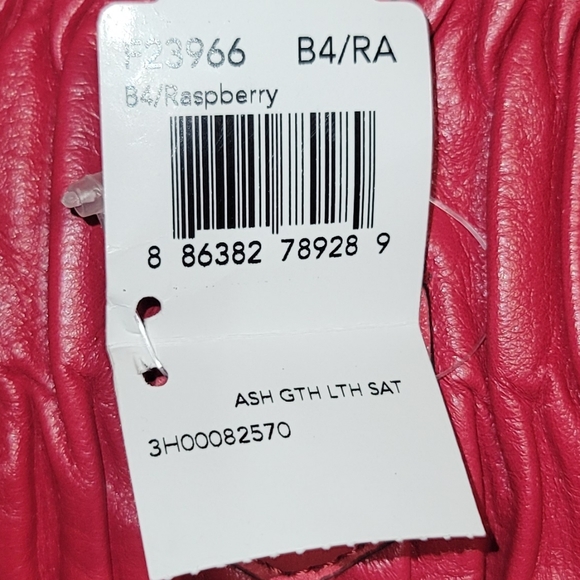 F23966 B4/RA
B4/Raspberry
8 86382 78928 9
ASH GTH LTH SAT
3H00082570